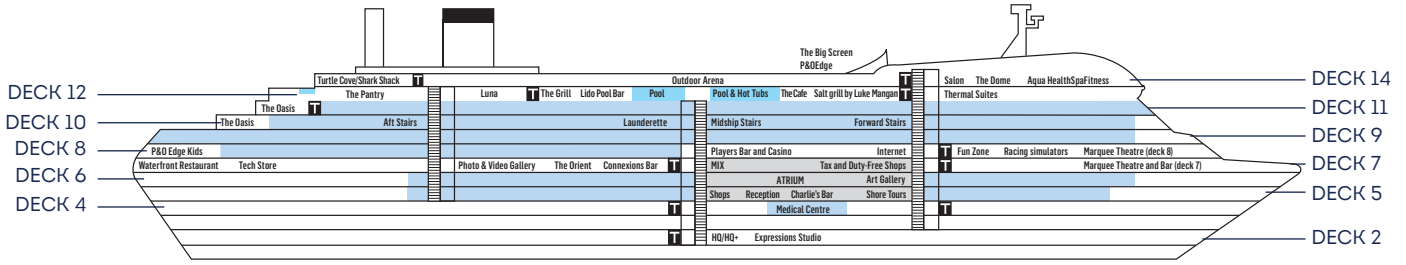 The Big Screen
P&OEdge
Turtle Cove/Shark Shack T Outdoor Arena T Salon The Dome Aqua HealthSpaFitness DECK 14
DECK 12 The Pantry Luna T The Grill Lido Pool Bar Pool Pool & Hot Tubs The Cafe Salt grill by Luke Mangan T Thermal Suites
The Oasis T DECK 11
DECK 10 The Oasis Aft Stairs Launderette Midship Stairs Forward Stairs
DECK 9
DECK 8 P&O Edge Kids Players Bar and Casino Internet T Fun Zone Racing simulators Marquee Theatre (deck 8)
Waterfront Restaurant Tech Store Photo & Video Gallery The Orient Connexions Bar T MIX Tax and Duty-Free Shops T Marquee Theatre and Bar (deck 7) DECK 7
DECK 6 ATRIUM Art Gallery
Shops Reception Charlie's Bar Shore Tours DECK 5
DECK 4 T Medical Centre T
T HQ/HQ+ Expressions Studio DECK 2